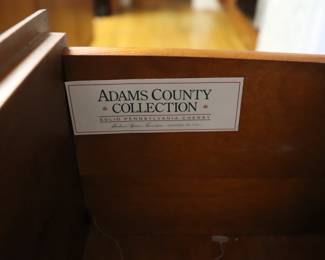 ADAMS COUNTY
COLLECTION
SOLID PENNSYLVANIA CHERRY